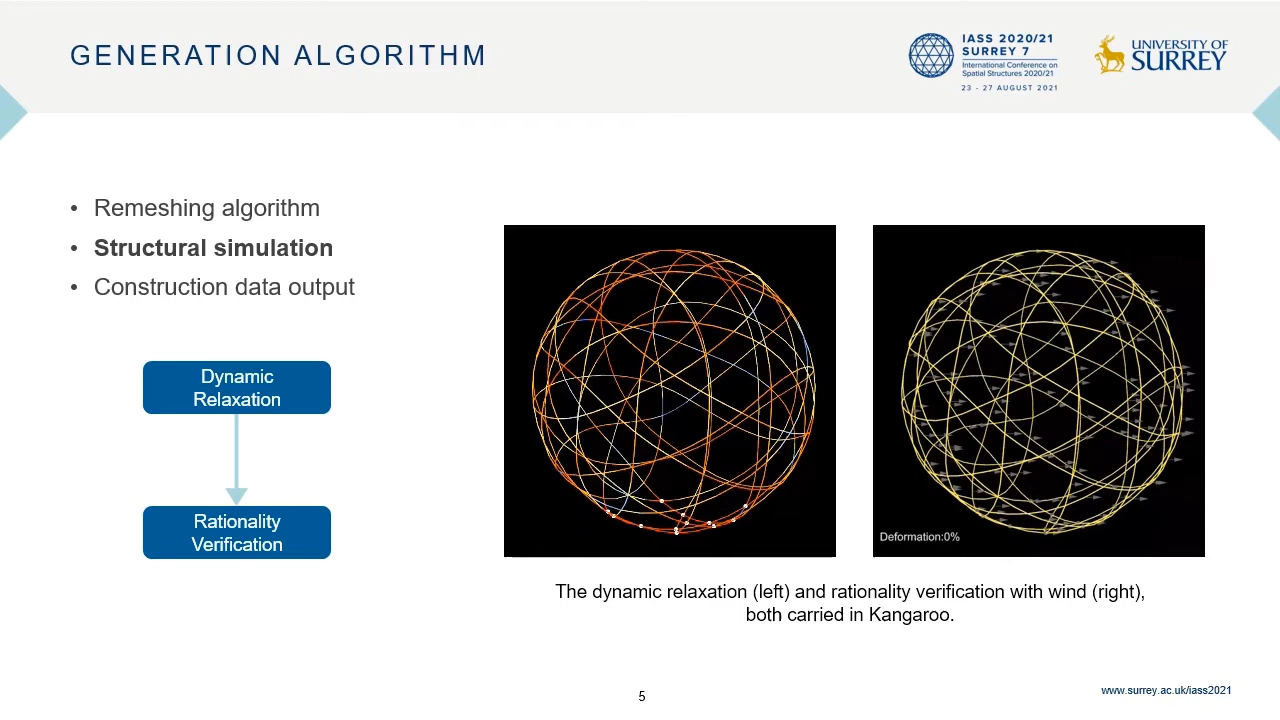 GENERATION ALGORITHM
IASS 2020/21
SURREY 7
International Conference on
Spatial Structures 2020/21
23 - 27 AUGUST 2021
UNIVERSITY OF
SURREY
• Remeshing algorithm
• Structural simulation
• Construction data output
Dynamic
Relaxation
Rationality
Verification
Deformation:0%
The dynamic relaxation (left) and rationality verification with wind (right),
both carried in Kangaroo.
5
www.surrey.ac.uk/iass2021